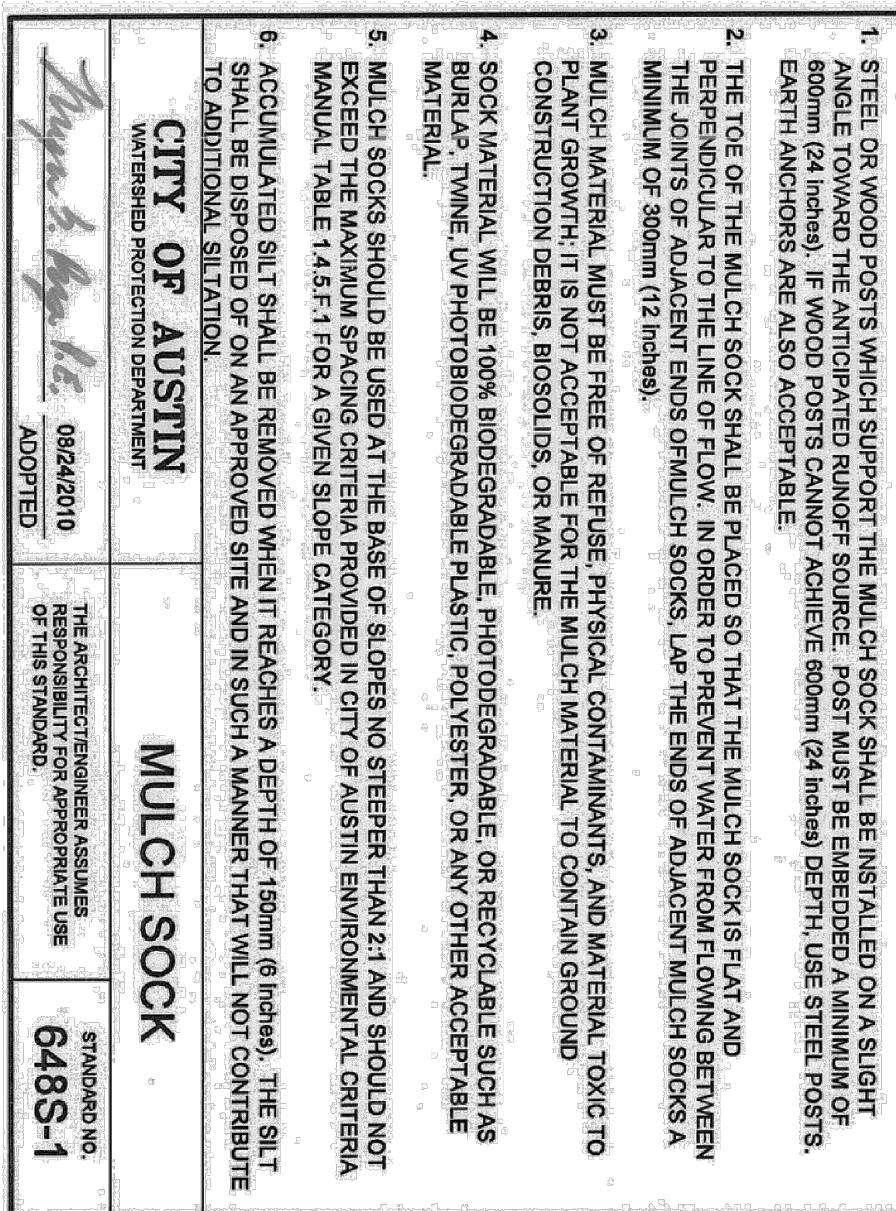 1. STEEL OR WOOD POSTS WHICH SUPPORT THE MULCH SOCK SHALL BE INSTALLED ON A SLIGHT
ANGLE TOWARD THE ANTICIPATED RUNOFF SOURCE. POST MUST BE EMBEDDED A MINIMUM OF
600mm (24 inches). IF WOOD POSTS CANNOT ACHIEVE 600mm (24 inches) DEPTH, USE STEEL POSTS.
EARTH ANCHORS ARE ALSO ACCEPTABLE.
2. THE TOE OF THE MULCH SOCK SHALL BE PLACED SO THAT THE MULCH SOCK IS FLAT AND
PERPENDICULAR TO THE LINE OF FLOW. IN ORDER TO PREVENT WATER FROM FLOWING BETWEEN
THE JOINTS OF ADJACENT ENDS OFMULCH SOCKS, LAP THE ENDS OF ADJACENT MULCH SOCKS A
MINIMUM OF 300mm (12 inches).
3. MULCH MATERIAL MUST BE FREE OF REFUSE, PHYSICAL CONTAMINANTS, AND MATERIAL TOXIC TO
PLANT GROWTH; IT IS NOT ACCEPTABLE FOR THE MULCH MATERIAL TO CONTAIN GROUND
CONSTRUCTION DEBRIS, BIOSOLIDS, OR MANURE.
4. SOCK MATERIAL WILL BE 100% BIODEGRADABLE, PHOTODEGRADABLE, OR RECYCLABLE SUCH AS
BURLAP, TWINE, UV PHOTOBIODEGRADABLE PLASTIC, POLYESTER, OR ANY OTHER ACCEPTABLE
MATERIAL.
5. MULCH SOCKS SHOULD BE USED AT THE BASE OF SLOPES NO STEEPER THAN 2:1 AND SHOULD NOT
EXCEED THE MAXIMUM SPACING CRITERIA PROVIDED IN CITY OF AUSTIN ENVIRONMENTAL CRITERIA
MANUAL TABLE 1.4.5.F.1 FOR A GIVEN SLOPE CATEGORY.
6. ACCUMULATED SILT SHALL BE REMOVED WHEN IT REACHES A DEPTH OF 150mm (6 inches). THE SILT
SHALL BE DISPOSED OF ON AN APPROVED SITE AND IN SUCH A MANNER THAT WILL NOT CONTRIBUTE
TO ADDITIONAL SILTATION.
CITY OF AUSTIN
WATERSHED PROTECTION DEPARTMENT
MULCH SOCK
P.E.
08/24/2010
ADOPTED
THE ARCHITECT/ENGINEER ASSUMES
RESPONSIBILITY FOR APPROPRIATE USE
OF THIS STANDARD.
STANDARD NO.
648S-1